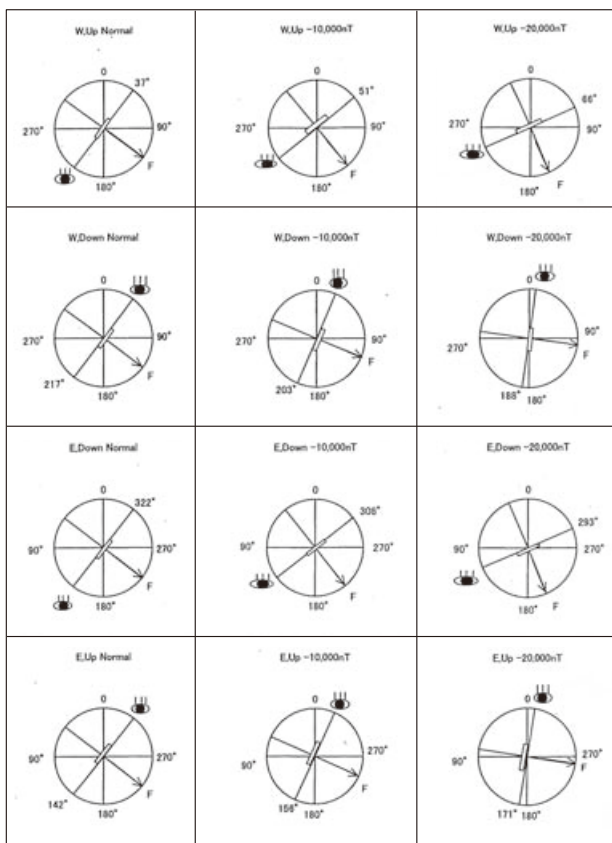 W,Up Normal
0
37°
270°
90°
F
180°
W,Up -10,000nT
0
51°
270°
90°
F
180°
W,Up -20,000nT
0
66°
270°
90°
180°
F
W,Down Normal
0
270°
90°
217°
F
180°
W,Down -10,000nT
0
270°
90°
F
203°
180°
W,Down -20,000nT
0
90°
270°
F
188°
180°
E,Down Normal
0
322°
90°
270°
F
180°
E,Down -10,000nT
0
308°
90°
270°
F
180°
E,Down -20,000nT
0
293°
90°
270°
F
180°
E,Up Normal
0
90°
270°
142°
F
180°
E,Up -10,000nT
0
270°
90°
F
156°
180°
E,Up -20,000nT
0
270°
90°
F
171°
180°